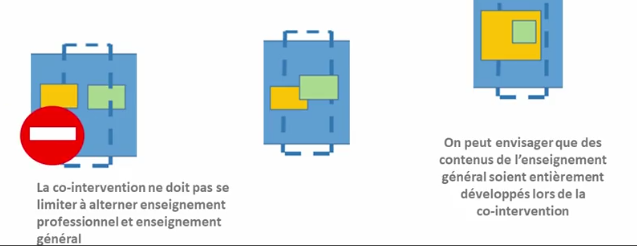 La co-intervention ne doit pas se
limiter à alterner enseignement
professionnel et enseignement
général
On peut envisager que des
contenus de l'enseignement
général soient entièrement
développés lors de la
co-intervention